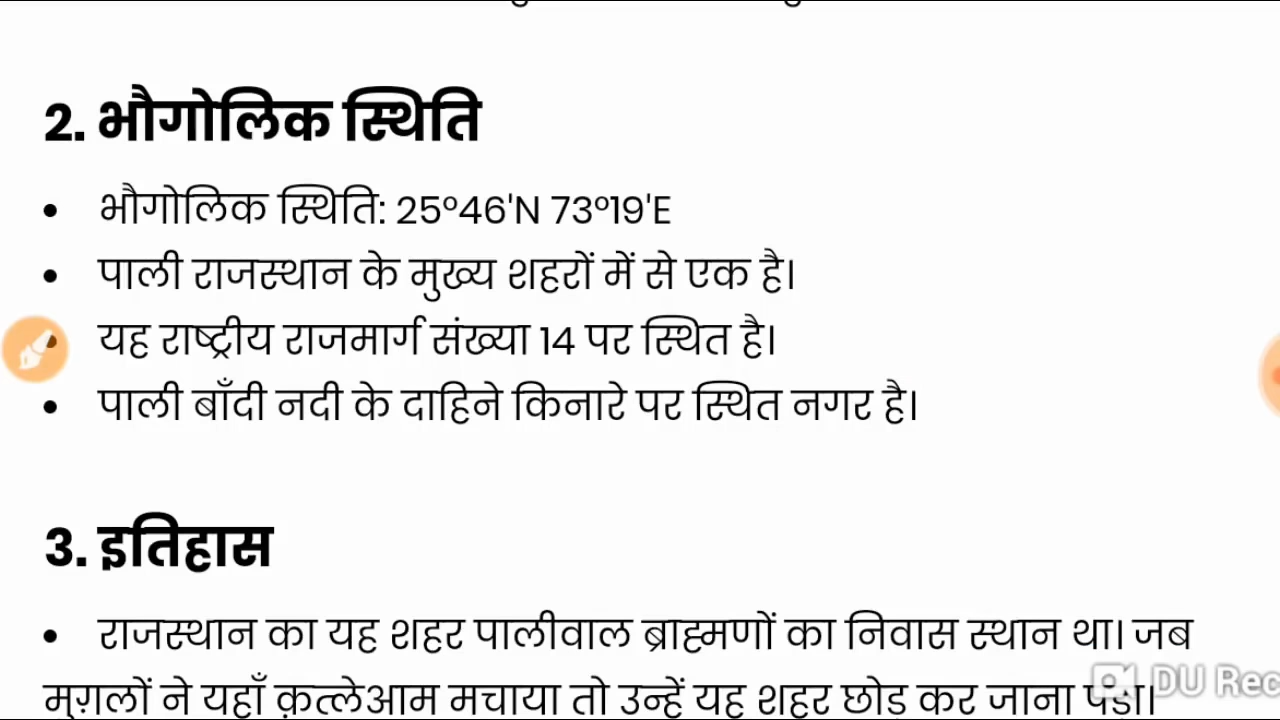 2. भौगोलिक स्थिति
• भौगोलिक स्थिति: 25°46'N 73°19'E
• पाली राजस्थान के मुख्य शहरों में से एक है।
यह राष्ट्रीय राजमार्ग संख्या 14 पर स्थित है।
• पाली बाँदी नदी के दाहिने किनारे पर स्थित नगर है।
3. इतिहास
• राजस्थान का यह शहर पालीवाल ब्राह्मणों का निवास स्थान था। जब
मुग़लों ने यहाँ क़त्लेआम मचाया तो उन्हें यह शहर छोड़ कर जाना पड़ा।
DU Rec